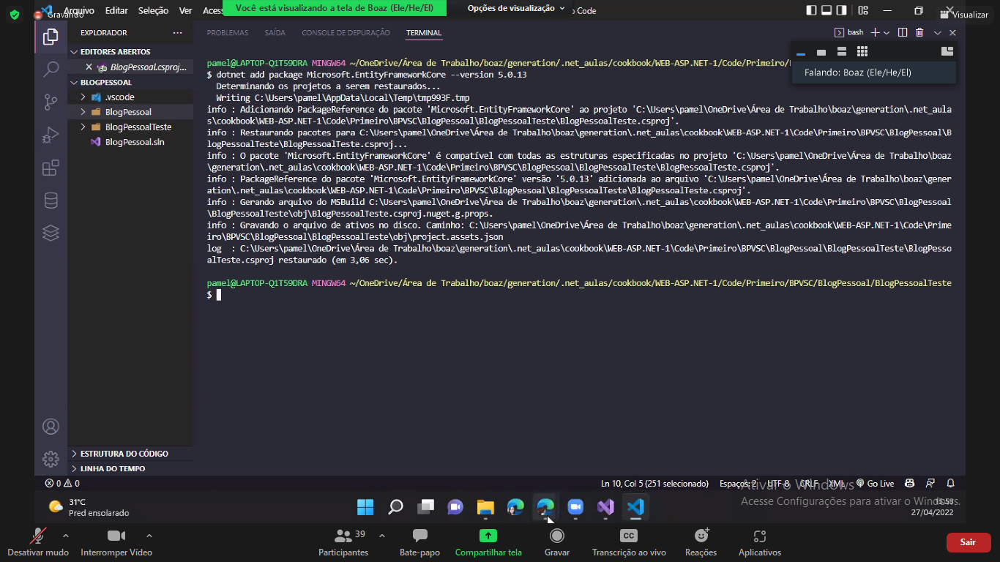 Você está visualizando a tela de Boaz (Ele/He/El)
Opções de visualização
Gravando
Arquivo Editar Seleção Ver
Code
Visualizar
EXPLORADOR
PROBLEMAS SAÍDA CONSOLE DE DEPURAÇÃO TERMINAL
bash
EDITORES ABERTOS
BlogPessoal.csproj...
BLOGPESSOAL
.vscode
BlogPessoal
BlogPessoalTeste
BlogPessoal.sln
Falando: Boaz (Ele/He/El)
pamel@LAPTOP-Q1T59DRA MINGW64 ~/OneDrive/Área de Trabalho/boaz/generation/.net_aulas/cookbook/WEB-ASP.NET-1/Code/Primeiro/
$ dotnet add package Microsoft.EntityFrameworkCore --version 5.0.13
Determinando os projetos a serem restaurados...
Writing C:\Users\pamel\AppData\Local\Temp\tmp993F.tmp
info : Adicionando PackageReference do pacote 'Microsoft.EntityFrameworkCore' ao projeto 'C:\Users\pamel\OneDrive\Área de Trabalho\boaz\generation\.net_aula
s\cookbook\WEB-ASP.NET-1\Code\Primeiro\BPVSC\BlogPessoal\BlogPessoalTeste\BlogPessoalTeste.csproj'.
info : Restaurando pacotes para C:\Users\pamel\OneDrive\Área de Trabalho\boaz\generation\.net_aulas\cookbook\WEB-ASP.NET-1\Code\Primeiro\BPVSC\BlogPessoal\B
logPessoalTeste\BlogPessoalTeste.csproj...
info : O pacote 'Microsoft.EntityFrameworkCore' é compatível com todas as estruturas especificadas no projeto 'C:\Users\pamel\OneDrive\Área de Trabalho\boaz
\generation\.net_aulas\cookbook\WEB-ASP.NET-1\Code\Primeiro\BPVSC\BlogPessoal\BlogPessoalTeste\BlogPessoalTeste.csproj'.
info : PackageReference do pacote 'Microsoft.EntityFrameworkCore' versão '5.0.13' adicionada ao arquivo 'C:\Users\pamel\OneDrive\Área de Trabalho\boaz\gener
ation\.net_aulas\cookbook\WEB-ASP.NET-1\Code\Primeiro\BPVSC\BlogPessoal\BlogPessoalTeste\BlogPessoalTeste.csproj'.
info : Gerando arquivo do MSBuild C:\Users\pamel\OneDrive\Área de Trabalho\boaz\generation\.net_aulas\cookbook\WEB-ASP.NET-1\Code\Primeiro\BPVSC\BlogPessoal
\BlogPessoalTeste\obj\BlogPessoalTeste.csproj.nuget.g.props.
info : Gravando o arquivo de ativos no disco. Caminho: C:\Users\pamel\OneDrive\Área de Trabalho\boaz\generation\.net_aulas\cookbook\WEB-ASP.NET-1\Code\Prime
iro\BPVSC\BlogPessoal\BlogPessoalTeste\obj\project.assets.json
log : C:\Users\pamel\OneDrive\Área de Trabalho\boaz\generation\.net_aulas\cookbook\WEB-ASP.NET-1\Code\Primeiro\BPVSC\BlogPessoal\BlogPessoalTeste\BlogPesso
alTeste.csproj restaurado (em 3,06 sec).
pamel@LAPTOP-Q1T59DRA MINGW64 ~/OneDrive/Área de Trabalho/boaz/generation/.net_aulas/cookbook/WEB-ASP.NET-1/Code/Primeiro/BPVSC/BlogPessoal/BlogPessoalTeste
$
ESTRUTURA DO CÓDIGO
LINHA DO TEMPO
0 0
Ln 10, Col 5 (251 selecionado) Espaços: 2 UTF-8 CRLF XML Go Live
Ativar o Windows
Acesse Configurações para ativar o Windows.
31°C
Pred ensolarado
15:59
27/04/2022
Desativar mudo
Interromper Vídeo
Participantes 39
Bate-papo
Compartilhar tela
Gravar
CC
Transcrição ao vivo
Reações
Aplicativos
Sair